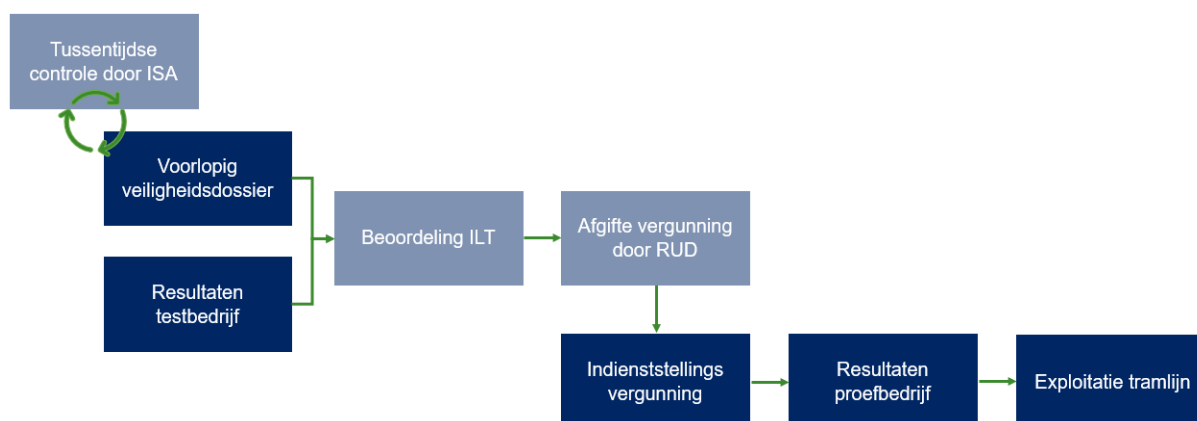 Tussentijdse
controle door ISA
Voorlopig
veiligheidsdossier
Resultaten
testbedrijf
Beoordeling ILT
Afgifte vergunning
door RUD
Indienststellings
vergunning
Resultaten
proefbedrijf
Exploitatie tramlijn